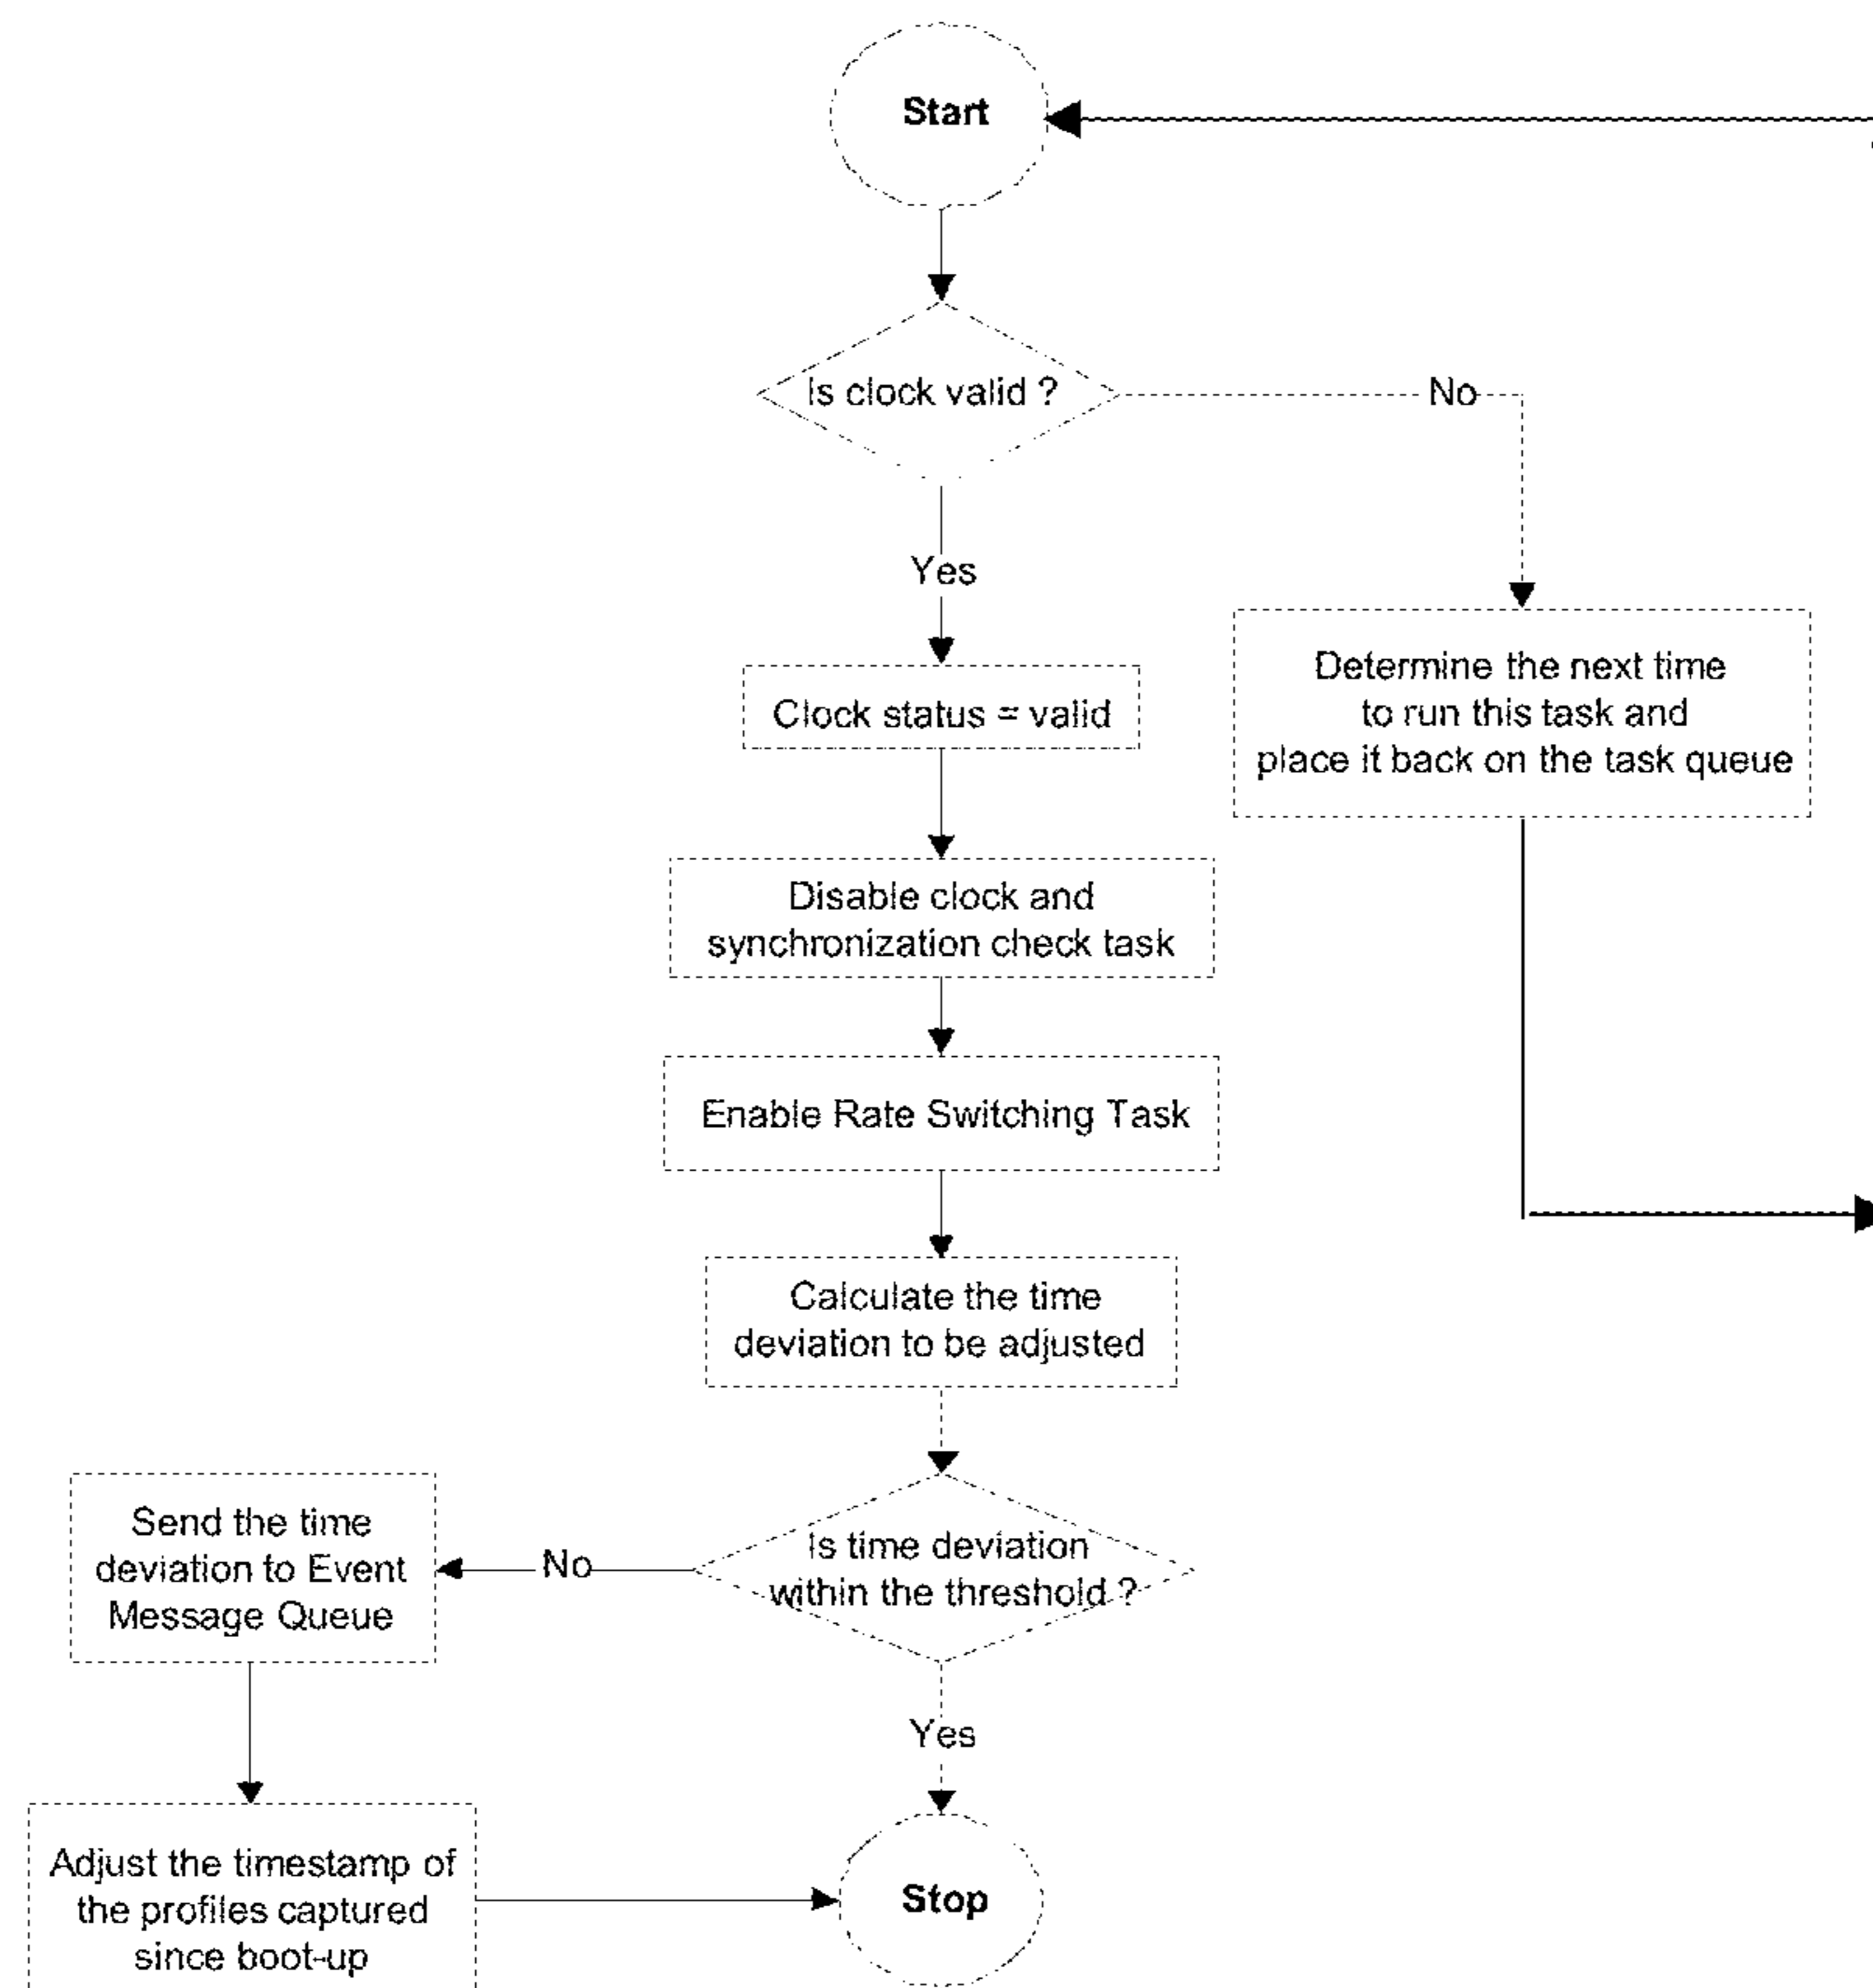 Start
Is clock valid ?
No
Yes
Clock status = valid
Determine the next time
to run this task and
place it back on the task queue
Disable clock and
synchronization check task
Enable Rate Switching Task
Calculate the time
deviation to be adjusted
Is time deviation
within the threshold ?
No
Send the time
deviation to Event
Message Queue
Yes
Adjust the timestamp of
the profiles captured
since boot-up
Stop